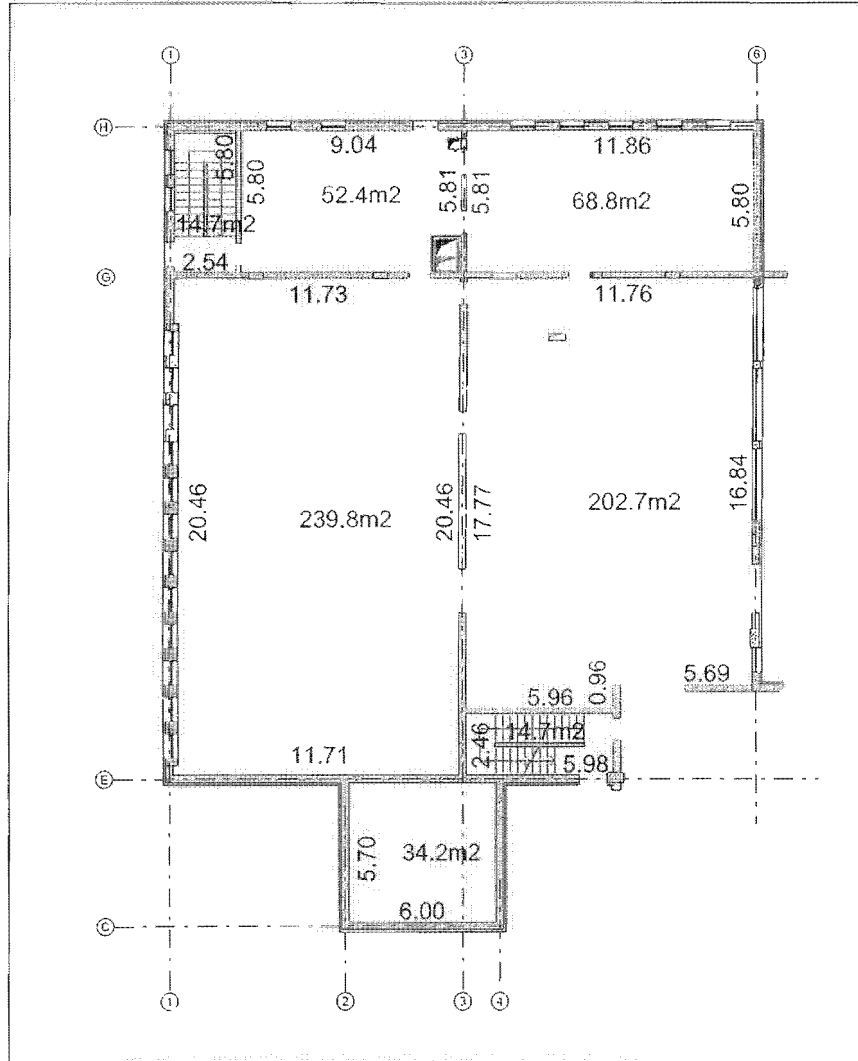 1 3 6
H
9.04 11.86
5.80 5.80 52.4m2 5.81 5.81 68.8m2 5.80
14.7m2
2.54
G
11.73 11.76
20.46 239.8m2 20.46 17.77 202.7m2 16.84
5.96 0.96 5.69
2.46 14.7m2
11.71 5.98
E
5.70 34.2m2
6.00
C
1 2 3 4